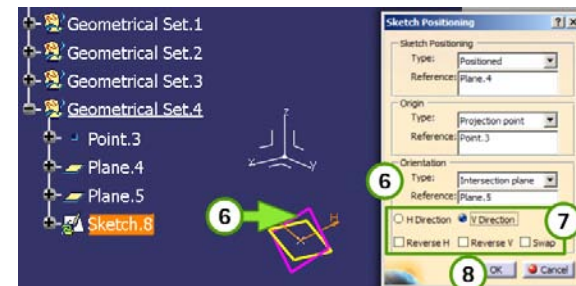 Geometrical Set.1
Geometrical Set.2
Geometrical Set.3
Geometrical Set.4
Point.3
Plane.4
Plane.5
Sketch.8
z
x
y
H
6
Sketch Positioning
Sketch Positioning
Type: Positioned
Reference: Plane.4
Origin
Type: Projection point
Reference: Point.3
Orientation
6
Type: Intersection plane
Reference: Plane.5
H Direction V Direction 7
Reverse H Reverse V Swap
8 OK Cancel